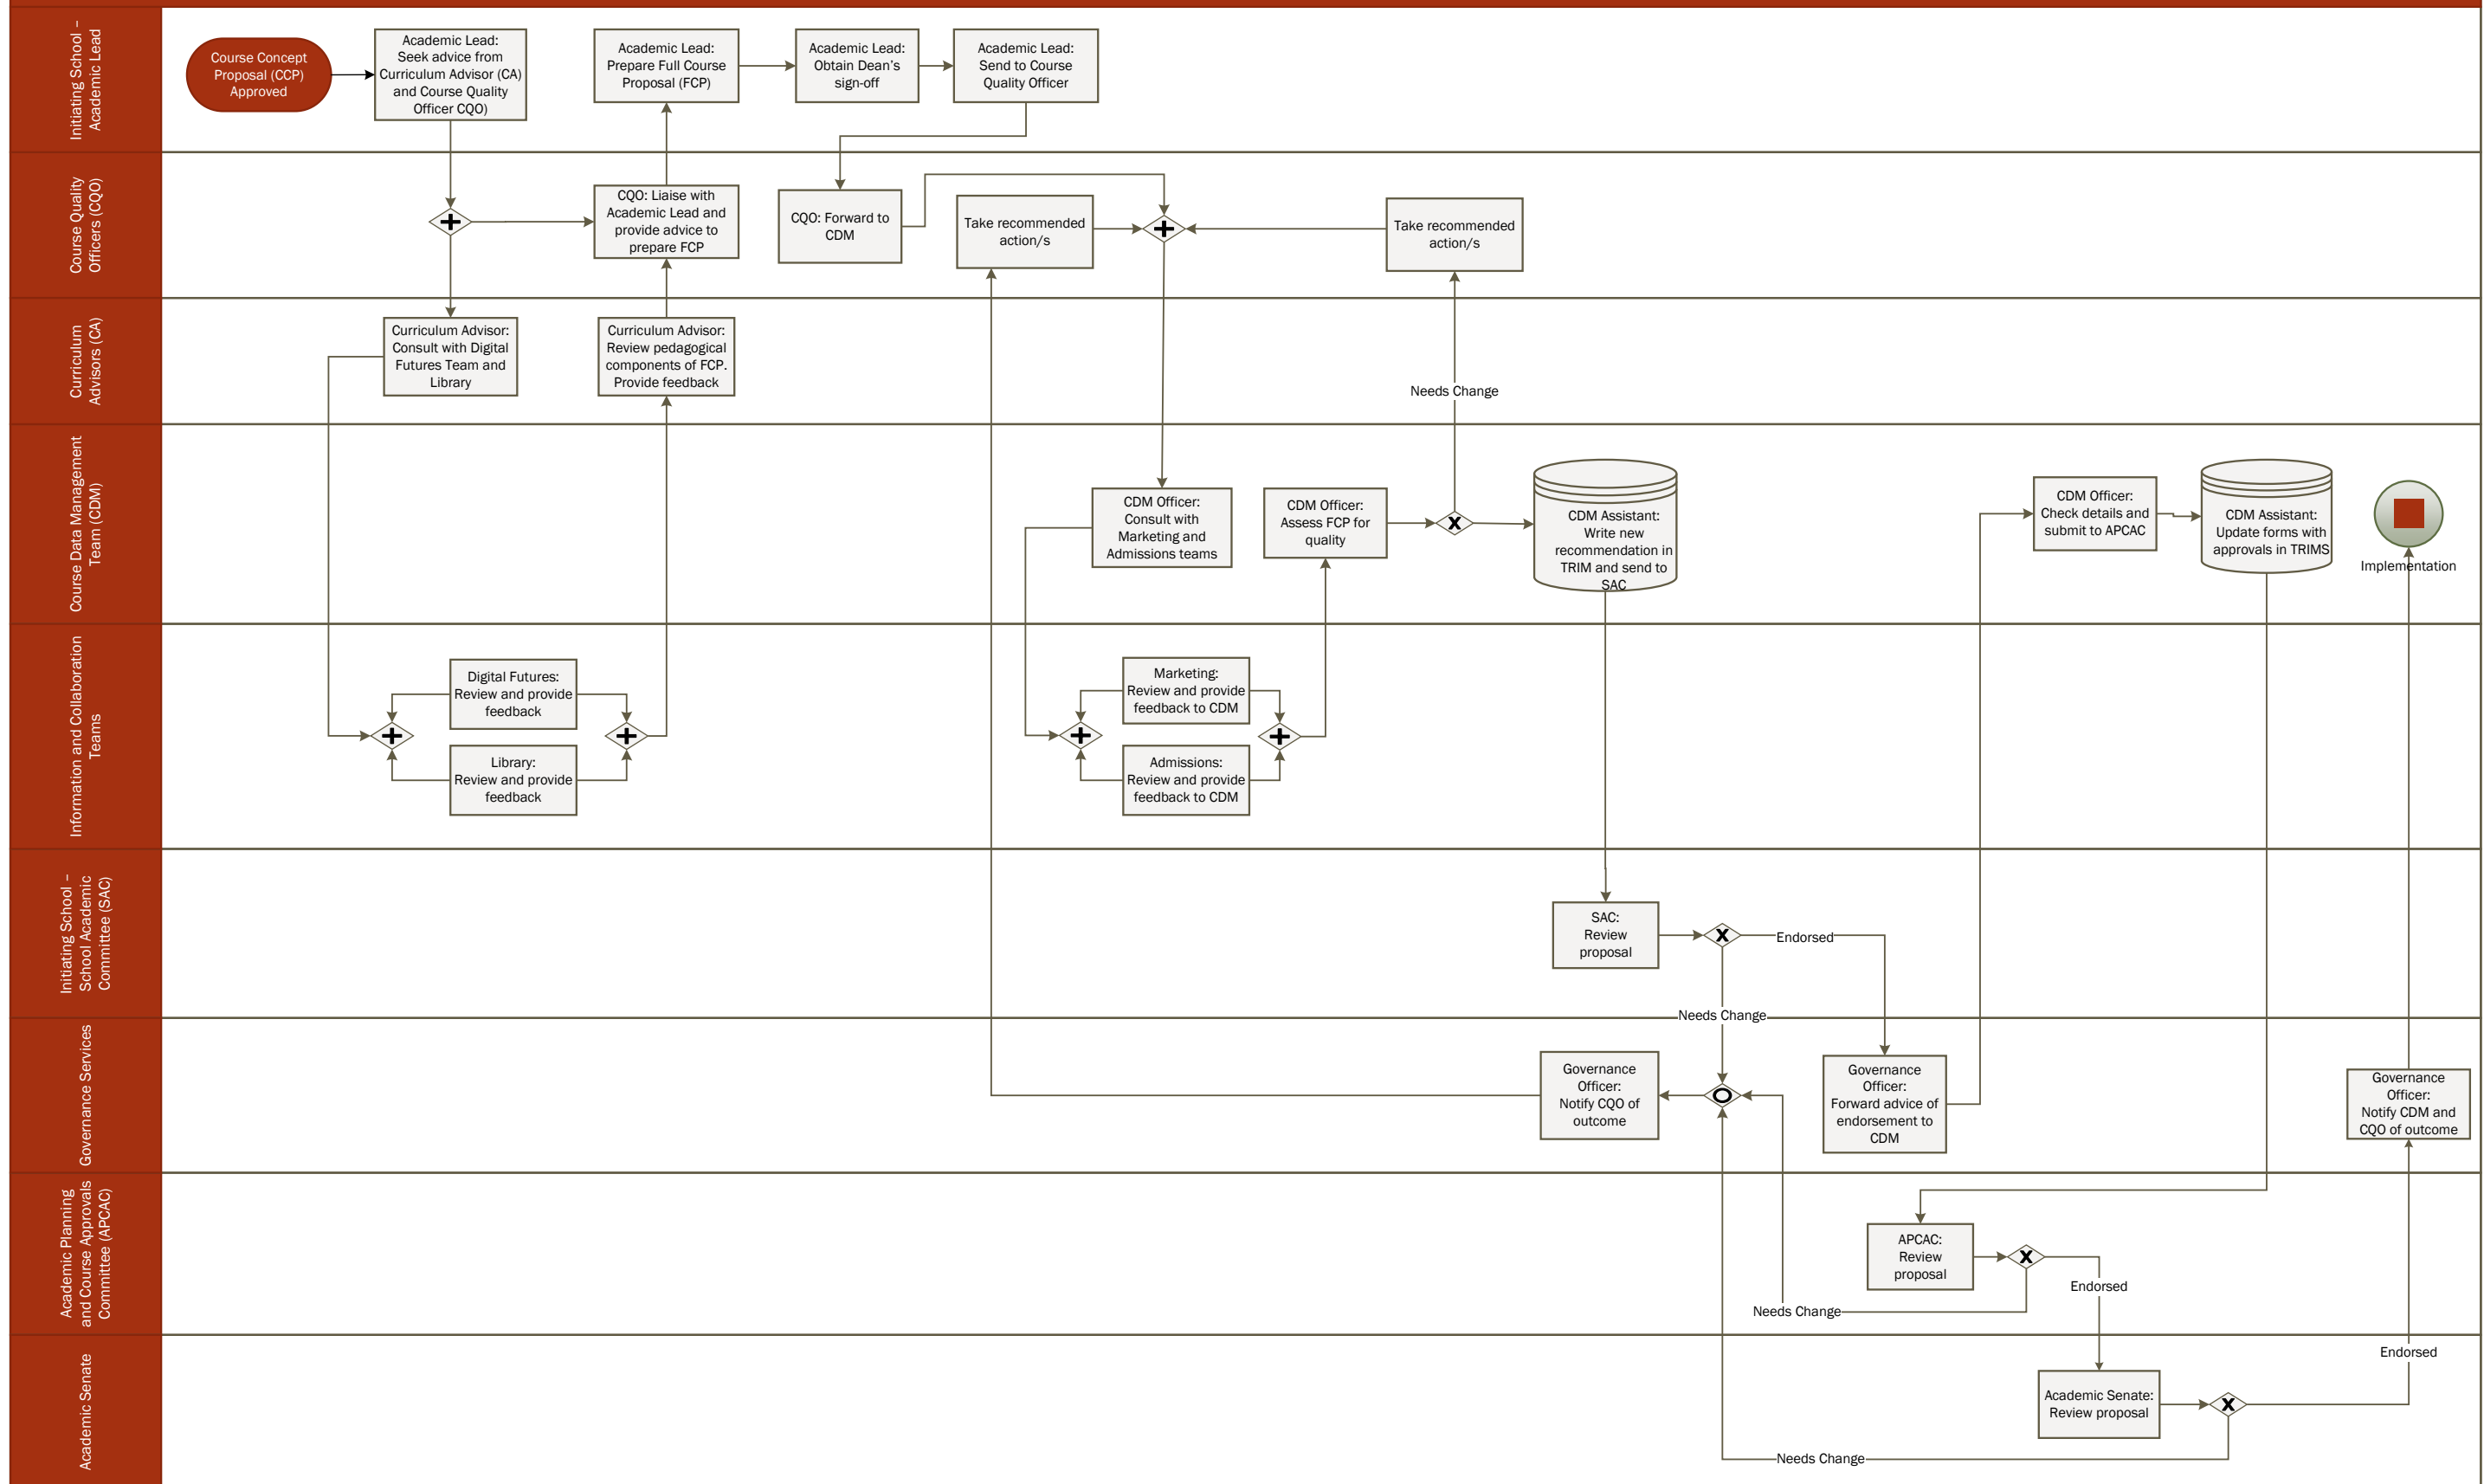 Initiating School –
Academic Lead
Course Concept
Proposal (CCP)
Approved
Academic Lead:
Seek advice from
Curriculum Advisor (CA)
and Course Quality
Officer CQO)
Academic Lead:
Prepare Full Course
Proposal (FCP)
Academic Lead:
Obtain Dean's
sign-off
Academic Lead:
Send to Course
Quality Officer
Course Quality
Officers (CQO)
CQO: Liaise with
Academic Lead and
provide advice to
prepare FCP
CQO: Forward to
CDM
Take recommended
action/s
Take recommended
action/s
Curriculum
Advisors (CA)
Curriculum Advisor:
Consult with Digital
Futures Team and
Library
Curriculum Advisor:
Review pedagogical
components of FCP.
Provide feedback
Needs Change
Course Data Management
Team (CDM)
CDM Officer:
Consult with
Marketing and
Admissions teams
CDM Officer:
Assess FCP for
quality
X
CDM Assistant:
Write new
recommendation in
TRIM and send to
SAC
CDM Officer:
Check details and
submit to APCAC
CDM Assistant:
Update forms with
approvals in TRIMS
Implementation
Information and Collaboration
Teams
Digital Futures:
Review and provide
feedback
Library:
Review and provide
feedback
Marketing:
Review and provide
feedback to CDM
Admissions:
Review and provide
feedback to CDM
Initiating School –
School Academic
Committee (SAC)
SAC:
Review
proposal
X
Endorsed
Needs Change
Governance Services
Governance
Officer:
Notify CQO of
outcome
Governance
Officer:
Forward advice of
endorsement to
CDM
Governance
Officer:
Notify CDM and
CQO of outcome
Academic Planning
and Course Approvals
Committee (APCAC)
APCAC:
Review
proposal
X
Endorsed
Needs Change
Academic Senate
Academic Senate:
Review proposal
X
Endorsed
Needs Change